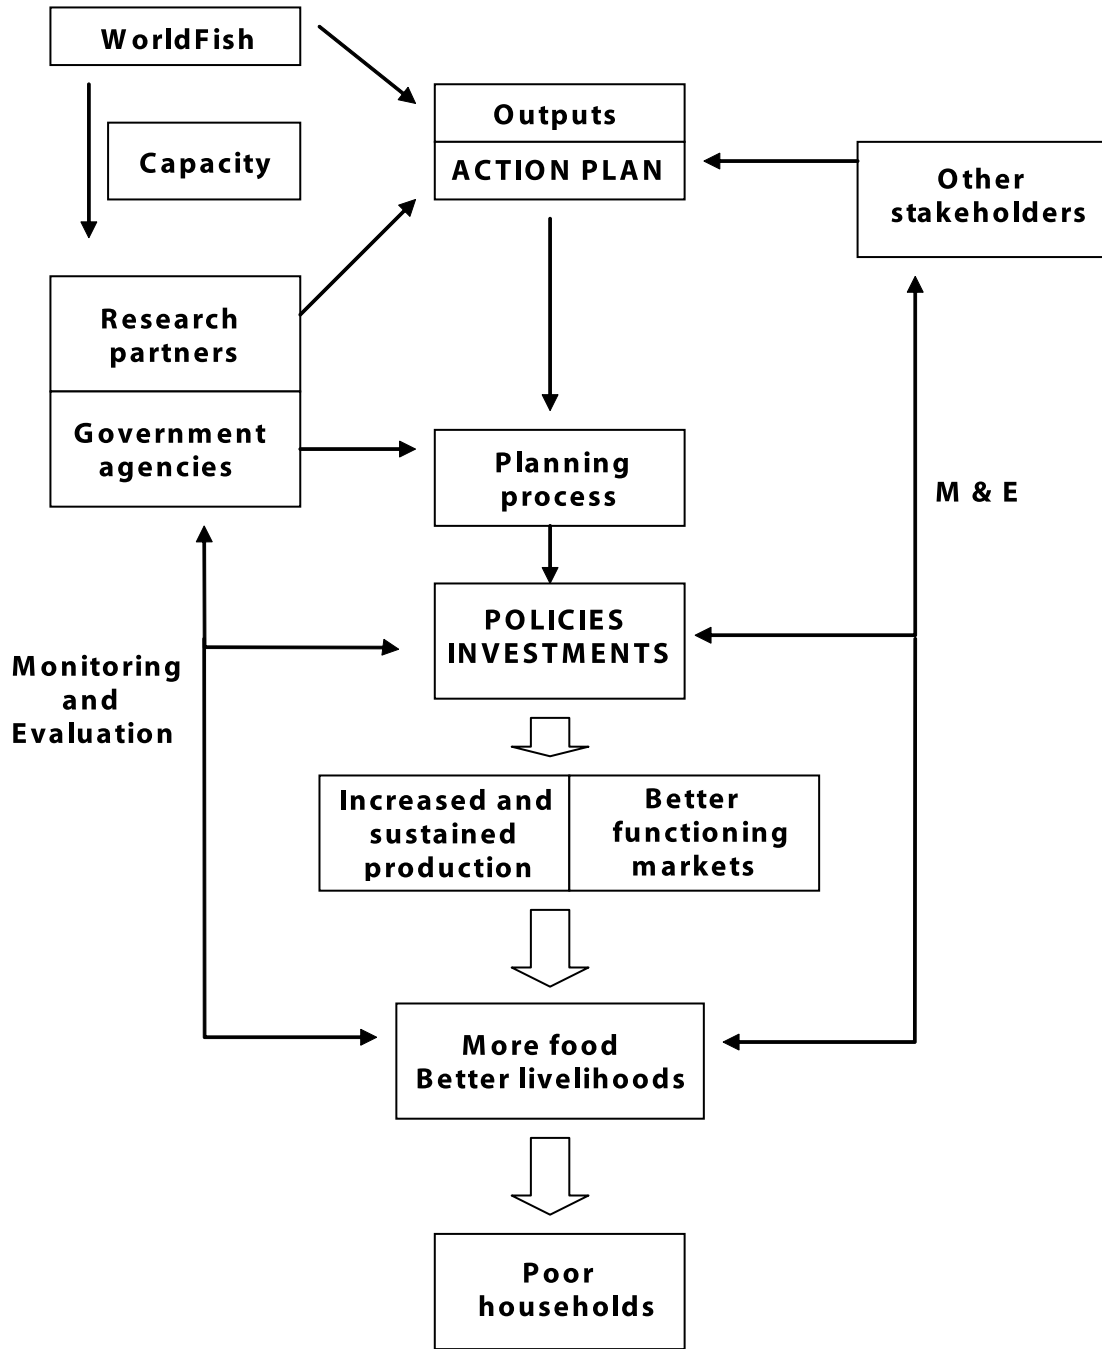 WorldFish
Outputs
ACTION PLAN
Capacity
Other
stakeholders
Research
partners
Government
agencies
Planning
process
M & E
POLICIES
INVESTMENTS
Monitoring
and
Evaluation
Increased and
sustained
production
Better
functioning
markets
More food
Better livelihoods
Poor
households